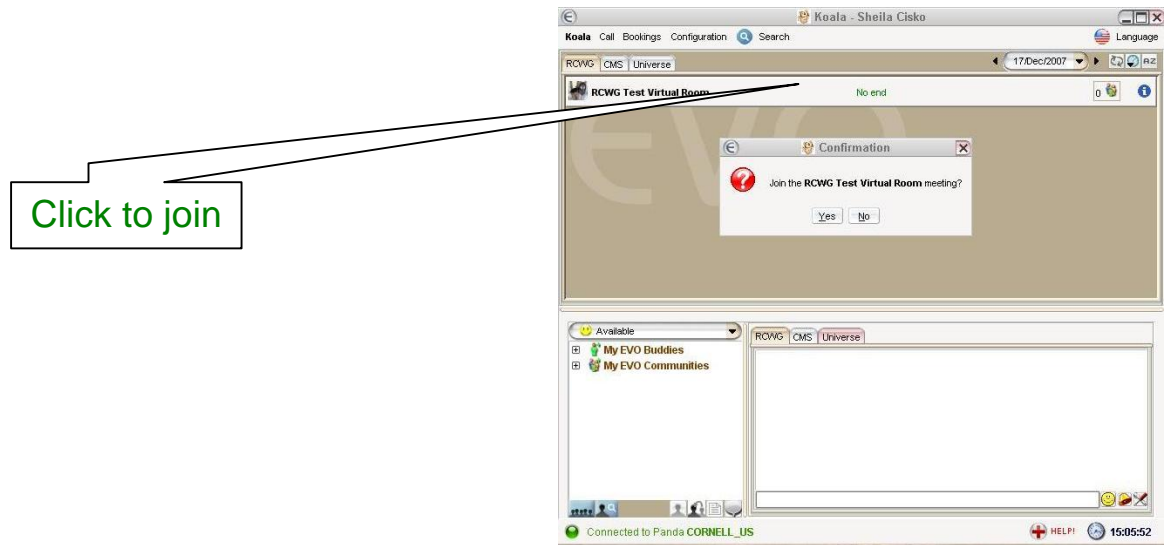 Koala - Sheila Cisko
Koala Call Bookings Configuration Search Language
RCWG CMS Universe 17/Dec/2007 AZ
RCWG Test Virtual Room No end 0
EVO
Confirmation
Join the RCWG Test Virtual Room meeting?
Yes No
Click to join
Available
RCWG CMS Universe
My EVO Buddies
My EVO Communities
Connected to Panda CORNELL_US HELP! 15:05:52